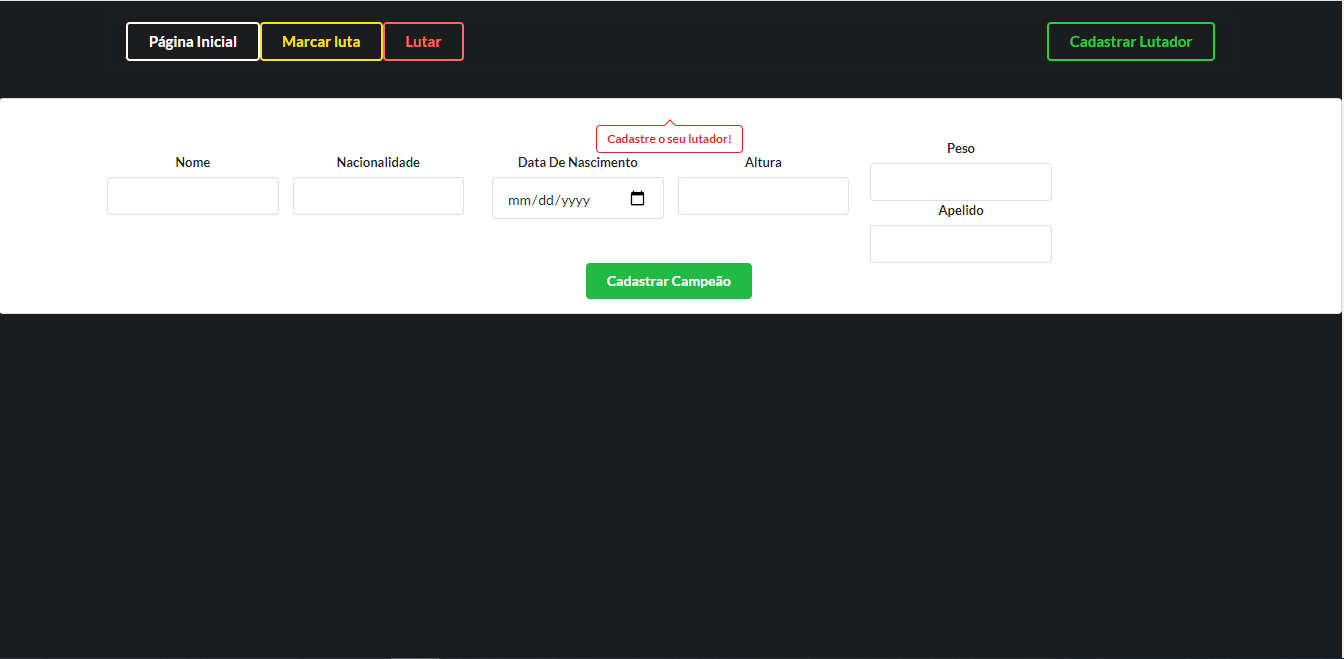 Página Inicial
Marcar luta
Lutar
Cadastrar Lutador
Cadastre o seu lutador!
Nome
Nacionalidade
Data De Nascimento
mm/dd/yyyy
Altura
Peso
Apelido
Cadastrar Campeão